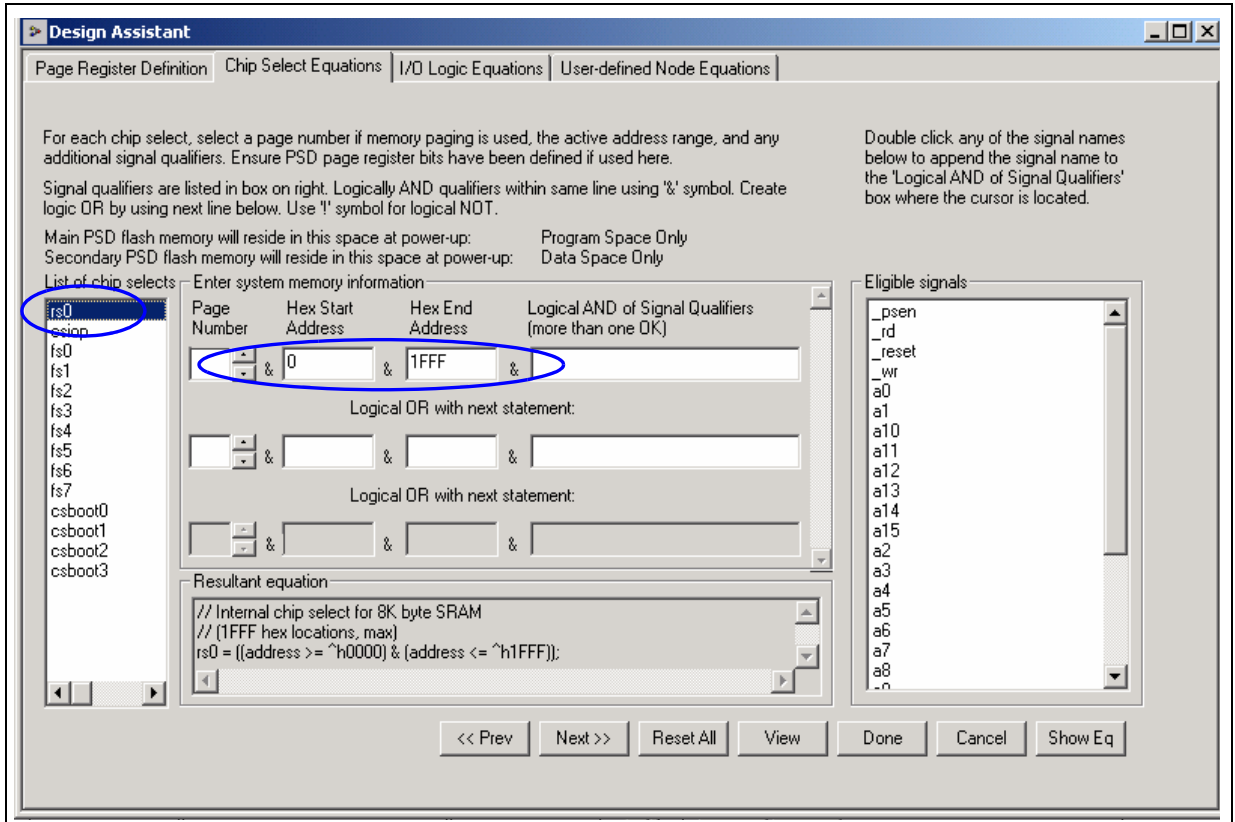 Design Assistant
Page Register Definition Chip Select Equations I/O Logic Equations User-defined Node Equations
For each chip select, select a page number if memory paging is used, the active address range, and any
additional signal qualifiers. Ensure PSD page register bits have been defined if used here.
Signal qualifiers are listed in box on right. Logically AND qualifiers within same line using '&' symbol. Create
logic OR by using next line below. Use '!' symbol for logical NOT.
Main PSD flash memory will reside in this space at power-up: Program Space Only
Secondary PSD flash memory will reside in this space at power-up: Data Space Only
Double click any of the signal names
below to append the signal name to
the 'Logical AND of Signal Qualifiers'
box where the cursor is located.
List of chip selects
rs0
csiop
fs0
fs1
fs2
fs3
fs4
fs5
fs6
fs7
csboot0
csboot1
csboot2
csboot3
Enter system memory information
Page Number
Hex Start Address
Hex End Address
Logical AND of Signal Qualifiers
(more than one OK)
& 0 & 1FFF &
Logical OR with next statement:
& & &
Logical OR with next statement:
& & &
Resultant equation
// Internal chip select for 8K byte SRAM
// (1FFF hex locations, max)
rs0 = ((address >= ^h0000) & (address <= ^h1FFF));
Eligible signals
_psen
_rd
_reset
_wr
a0
a1
a10
a11
a12
a13
a14
a15
a2
a3
a4
a5
a6
a7
a8
<< Prev Next >> Reset All View Done Cancel Show Eq